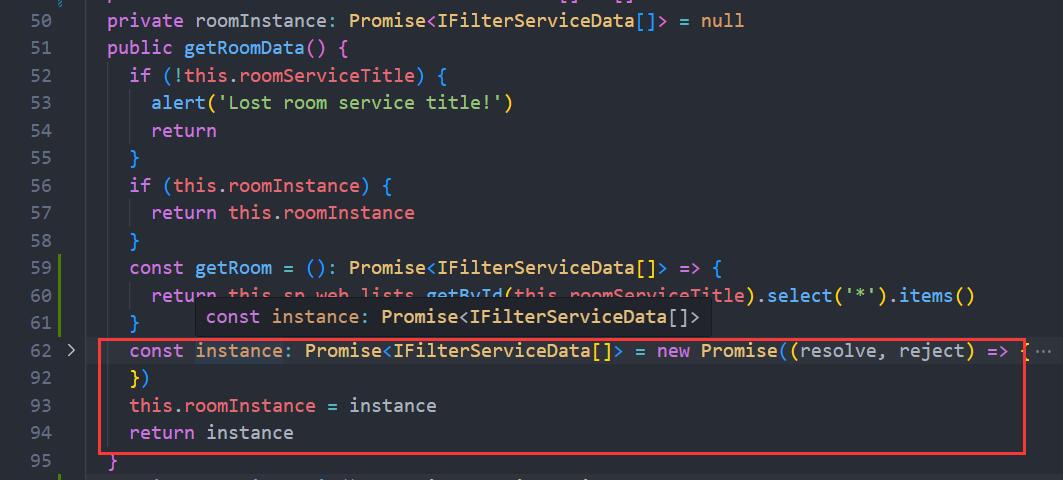 50 private roomInstance: Promise<IFilterServiceData[]> = null
51 public getRoomData() {
52 if (!this.roomServiceTitle) {
53 alert('Lost room service title!')
54 return
55 }
56 if (this.roomInstance) {
57 return this.roomInstance
58 }
59 const getRoom = (): Promise<IFilterServiceData[]> => {
60 return this.sp.web.lists.getById(this.roomServiceTitle).select('*').items()
61 }
const instance: Promise<IFilterServiceData[]>
62 const instance: Promise<IFilterServiceData[]> = new Promise((resolve, reject) => { ⋯
92 })
93 this.roomInstance = instance
94 return instance
95 }